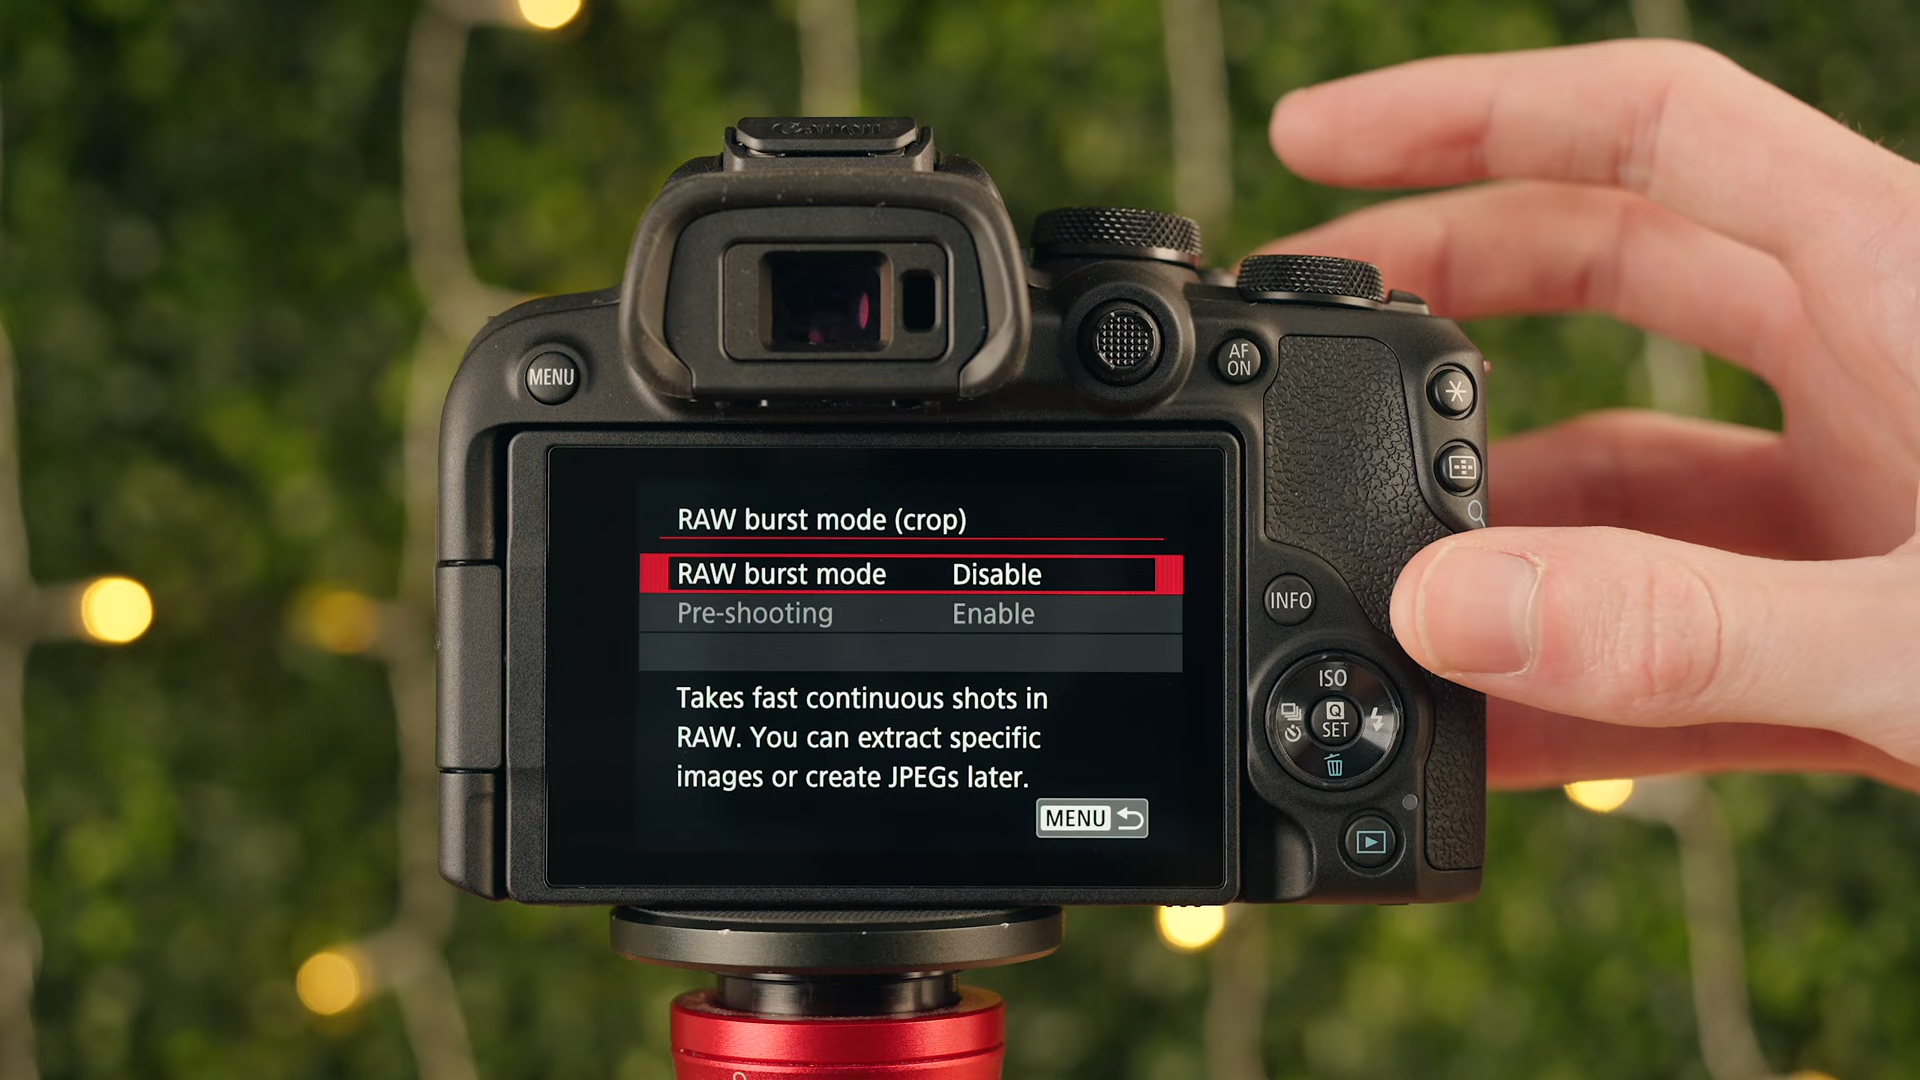 Canon
MENU
AF
ON
RAW burst mode (crop)
RAW burst mode Disable
Pre-shooting Enable
Takes fast continuous shots in
RAW. You can extract specific
images or create JPEGs later.
MENU
INFO
ISO
Q
SET